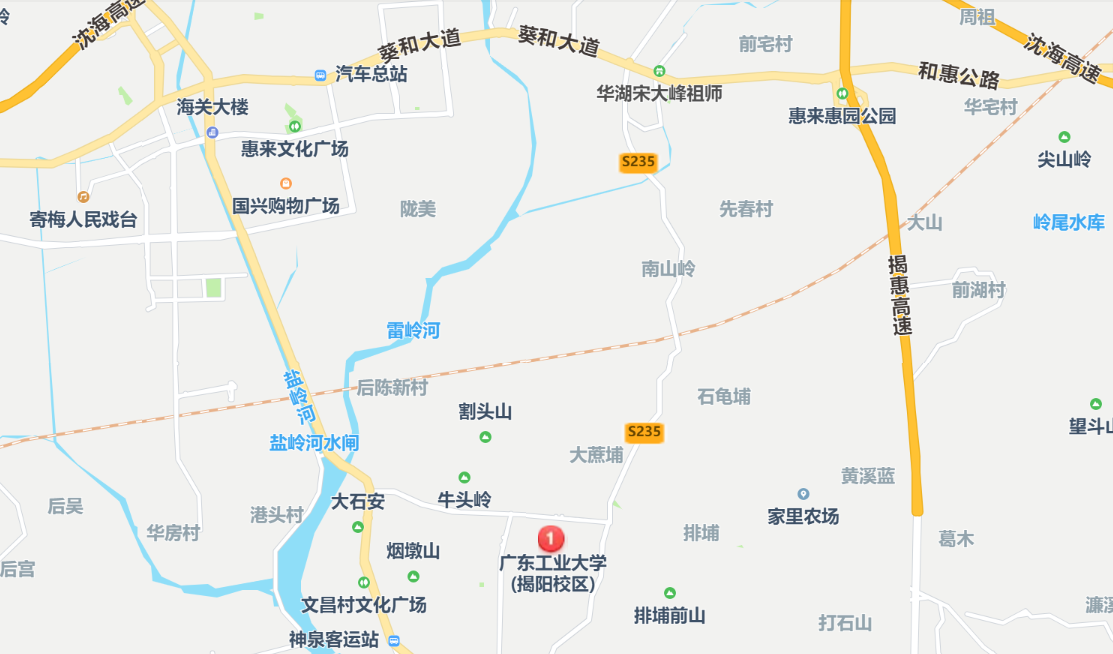 岭
沈海高速
葵和大道
葵和大道
周祖
沈海高速
前宅村
汽车总站
和惠公路
华湖宋大峰祖师
海关大楼
惠来惠园公园
华宅村
惠来文化广场
尖山岭
S235
国兴购物广场
寄梅人民戏台
陇美
先春村
大山
岭尾水库
南山岭
揭惠高速
前湖村
雷岭河
盐岭河
后陈新村
石龟埔
割头山
望斗山
盐岭河水闸
S235
大蔗埔
黄溪蓝
大石安
牛头岭
后吴
港头村
家里农场
华房村
1
排埔
葛木
烟墩山
广东工业大学
(揭阳校区)
后宫
文昌村文化广场
排埔前山
打石山
濂溪
神泉客运站